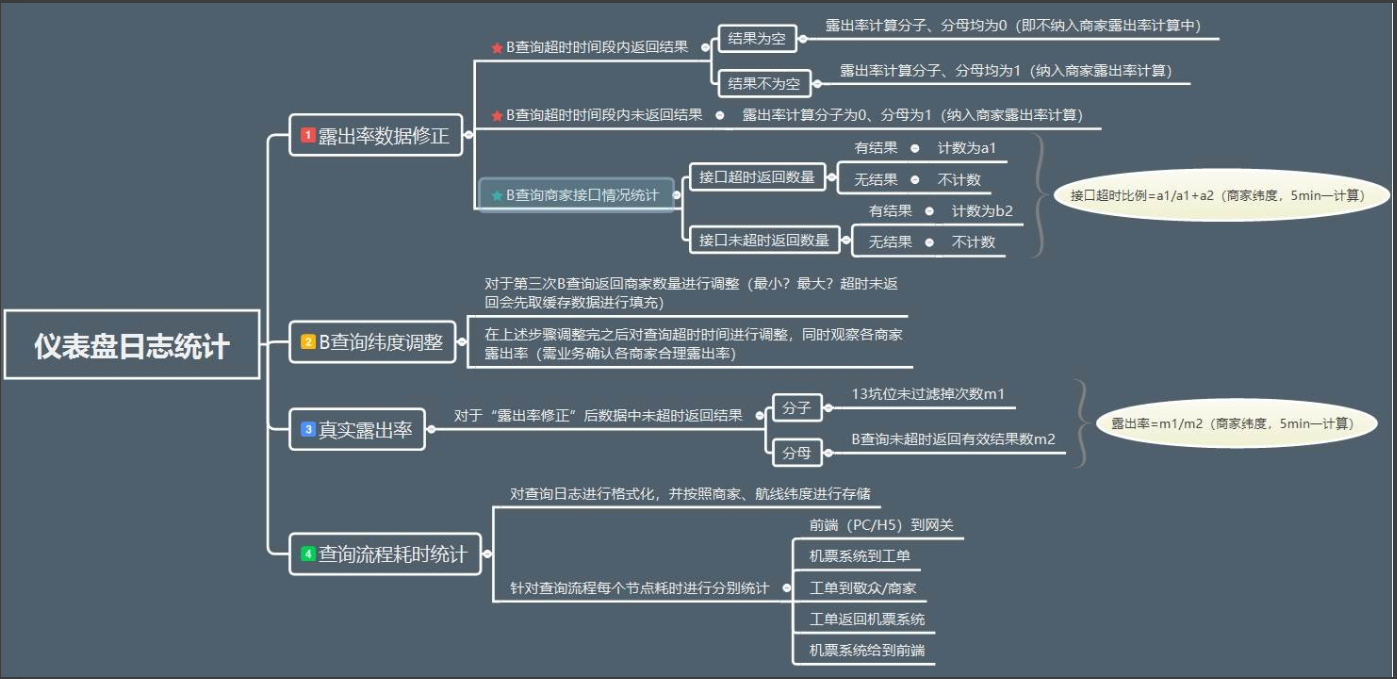 仪表盘日志统计
1 露出率数据修正
B查询超时时间段内返回结果
结果为空
露出率计算分子、分母均为0（即不纳入商家露出率计算中）
结果不为空
露出率计算分子、分母均为1（纳入商家露出率计算）
B查询超时时间段内未返回结果
露出率计算分子为0、分母为1（纳入商家露出率计算）
B查询商家接口情况统计
接口超时返回数量
有结果
计数为a1
无结果
不计数
接口未超时返回数量
有结果
计数为b2
无结果
不计数
接口超时比例=a1/a1+a2（商家纬度，5min一计算）
2 B查询纬度调整
对于第三次B查询返回商家数量进行调整（最小？最大？超时未返
回会先取缓存数据进行填充）
在上述步骤调整完之后对查询超时时间进行调整，同时观察各商家
露出率（需业务确认各商家合理露出率）
3 真实露出率
对于“露出率修正”后数据中未超时返回结果
分子
13坑位未过滤掉次数m1
分母
B查询未超时返回有效结果数m2
露出率=m1/m2（商家纬度，5min一计算）
4 查询流程耗时统计
对查询日志进行格式化，并按照商家、航线纬度进行存储
针对查询流程每个节点耗时进行分别统计
前端（PC/H5）到网关
机票系统到工单
工单到敬众/商家
工单返回机票系统
机票系统给到前端